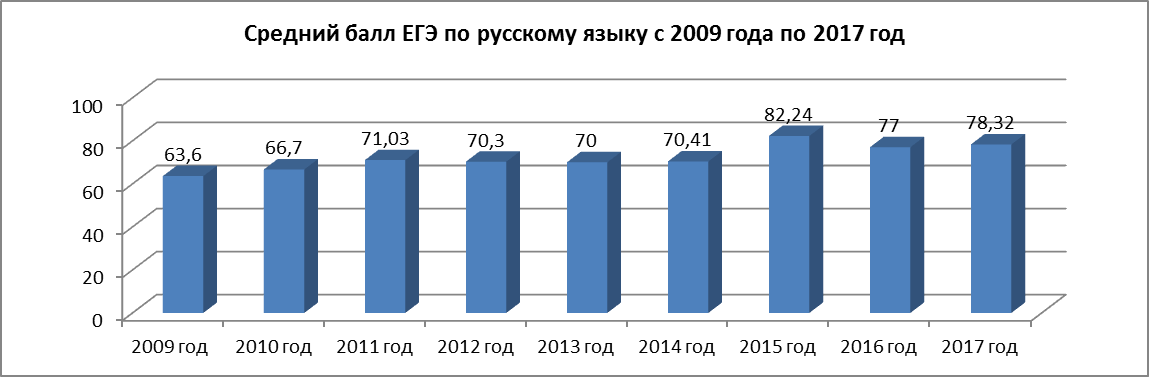 Средний балл ЕГЭ по русскому языку с 2009 года по 2017 год
100
80
60
40
20
0
63,6
66,7
71,03
70,3
70
70,41
82,24
77
78,32
2009 год
2010 год
2011 год
2012 год
2013 год
2014 год
2015 год
2016 год
2017 год